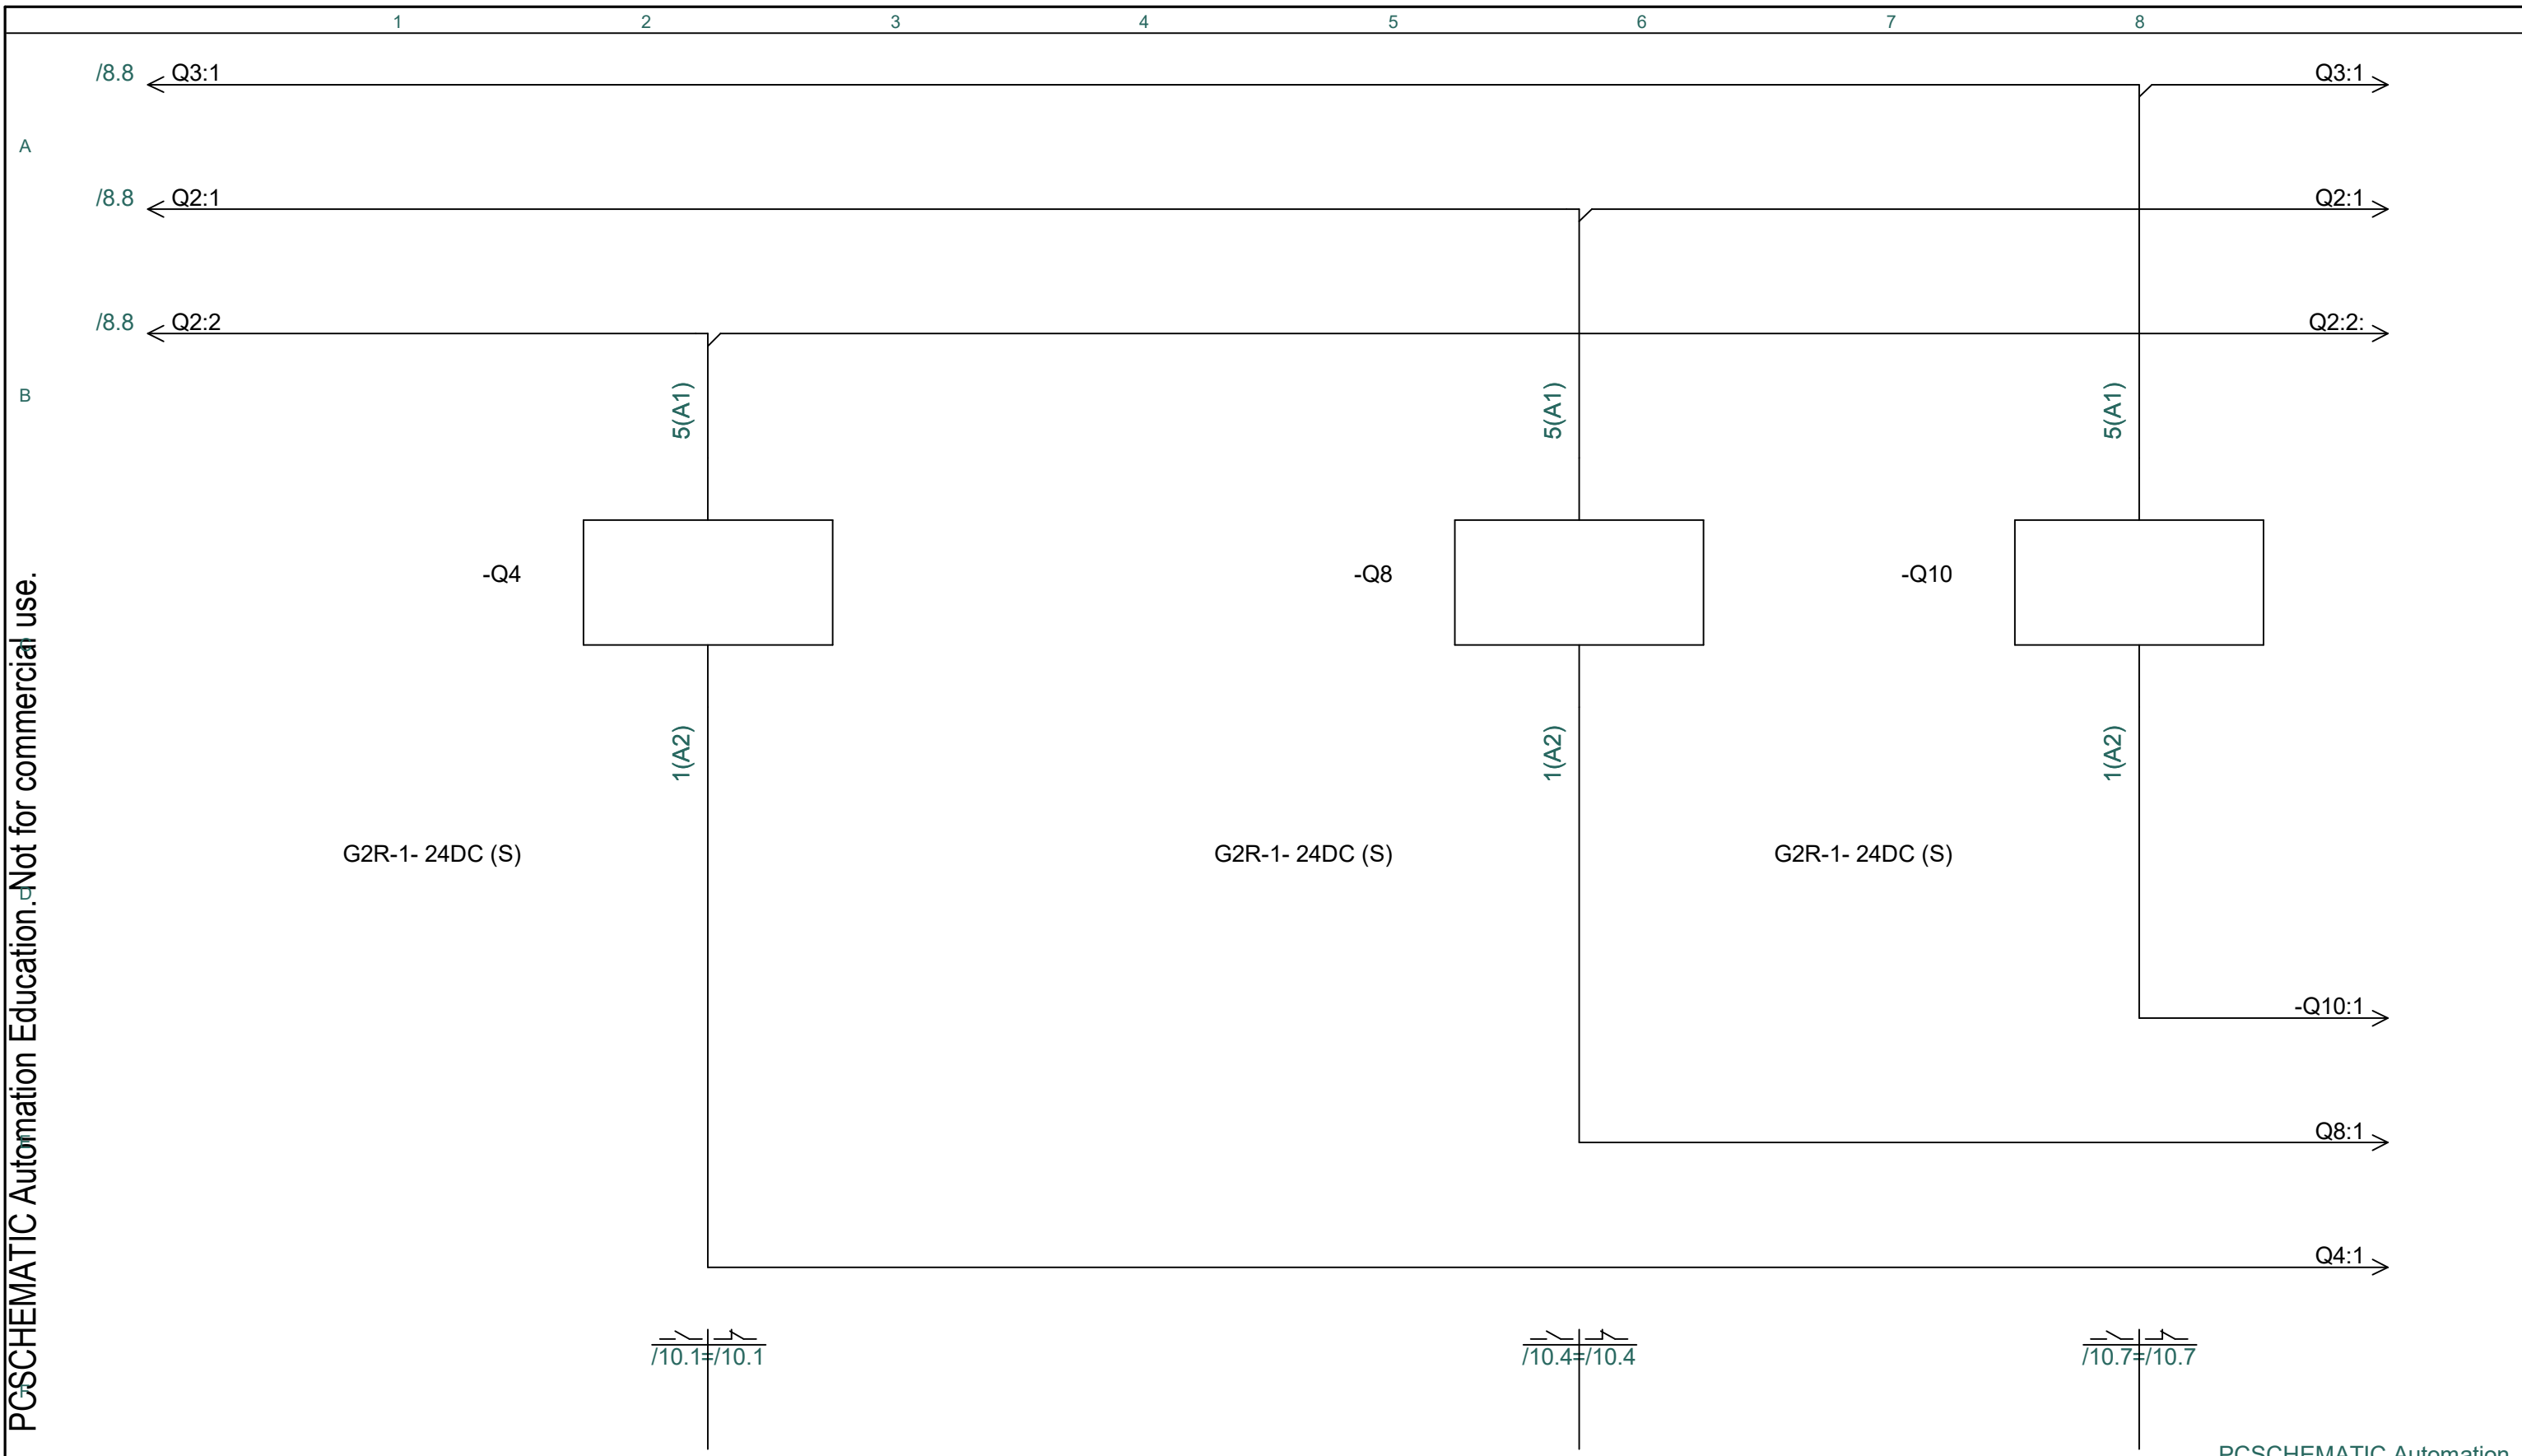 1 2 3 4 5 6 7 8
/8.8 Q3:1 Q3:1
A
/8.8 Q2:1 Q2:1
/8.8 Q2:2 Q2:2:
B
5(A1) 5(A1) 5(A1)
-Q4 -Q8 -Q10
C
1(A2) 1(A2) 1(A2)
G2R-1- 24DC (S) G2R-1- 24DC (S) G2R-1- 24DC (S)
D
-Q10:1
E
Q8:1
Q4:1
/10.1=/10.1 /10.4=/10.4 /10.7=/10.7
F
PCSCHEMATIC Automation Education. Not for commercial use.
PCSCHEMATIC Automation